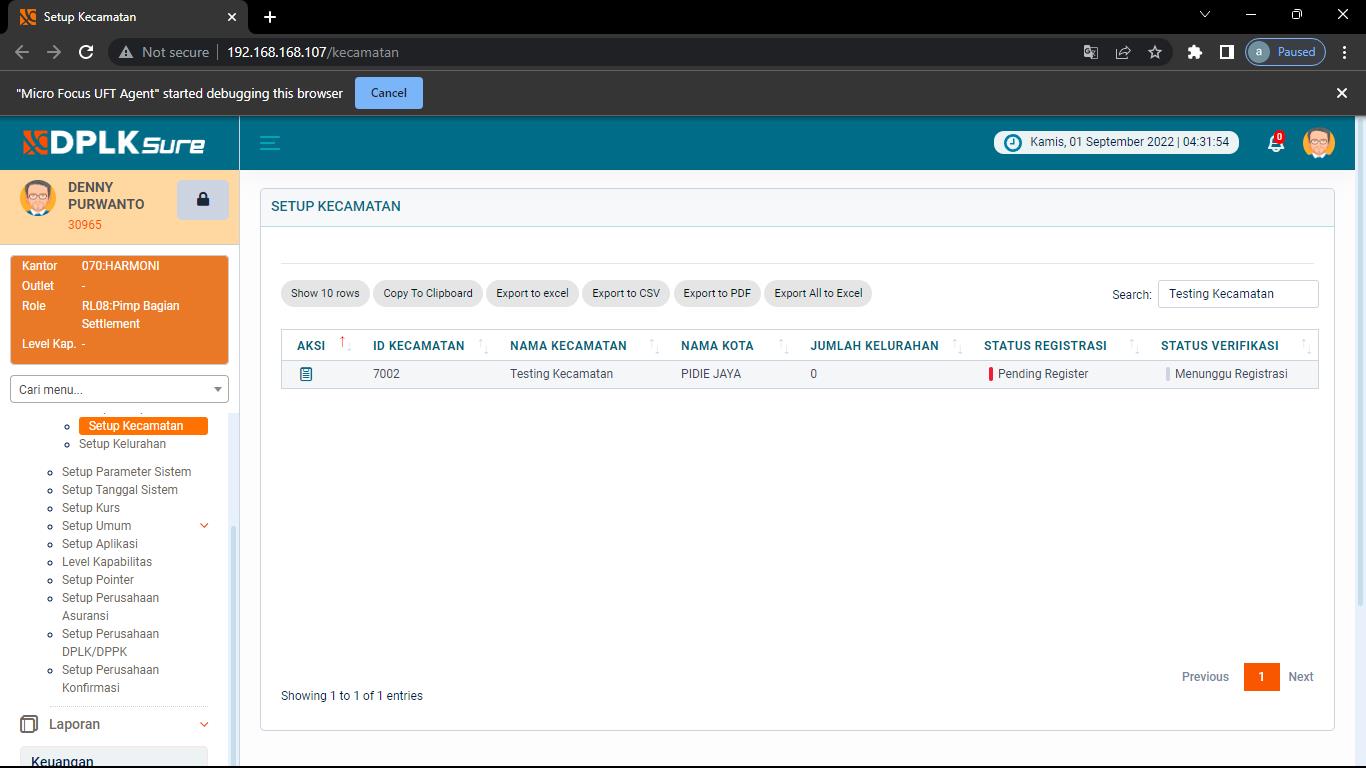 Setup Kecamatan
Not secure
192.168.168.107/kecamatan
a
Paused
"Micro Focus UFT Agent" started debugging this browser
Cancel
DPLK Sure
Kamis, 01 September 2022 | 04:31:54
0
DENNY
PURWANTO
30965
Kantor 070:HARMONI
Outlet -
Role RL08:Pimp Bagian
Settlement
Level Kap. -
Cari menu...
Setup Kecamatan
Setup Kelurahan
Setup Parameter Sistem
Setup Tanggal Sistem
Setup Kurs
Setup Umum
Setup Aplikasi
Level Kapabilitas
Setup Pointer
Setup Perusahaan
Asuransi
Setup Perusahaan
DPLK/DPPK
Setup Perusahaan
Konfirmasi
Laporan
Keuangan
SETUP KECAMATAN
Show 10 rows Copy To Clipboard Export to excel Export to CSV Export to PDF Export All to Excel
Search: Testing Kecamatan
AKSI ID KECAMATAN NAMA KECAMATAN NAMA KOTA JUMLAH KELURAHAN STATUS REGISTRASI STATUS VERIFIKASI
7002 Testing Kecamatan PIDIE JAYA 0 Pending Register Menunggu Registrasi
Previous 1 Next
Showing 1 to 1 of 1 entries